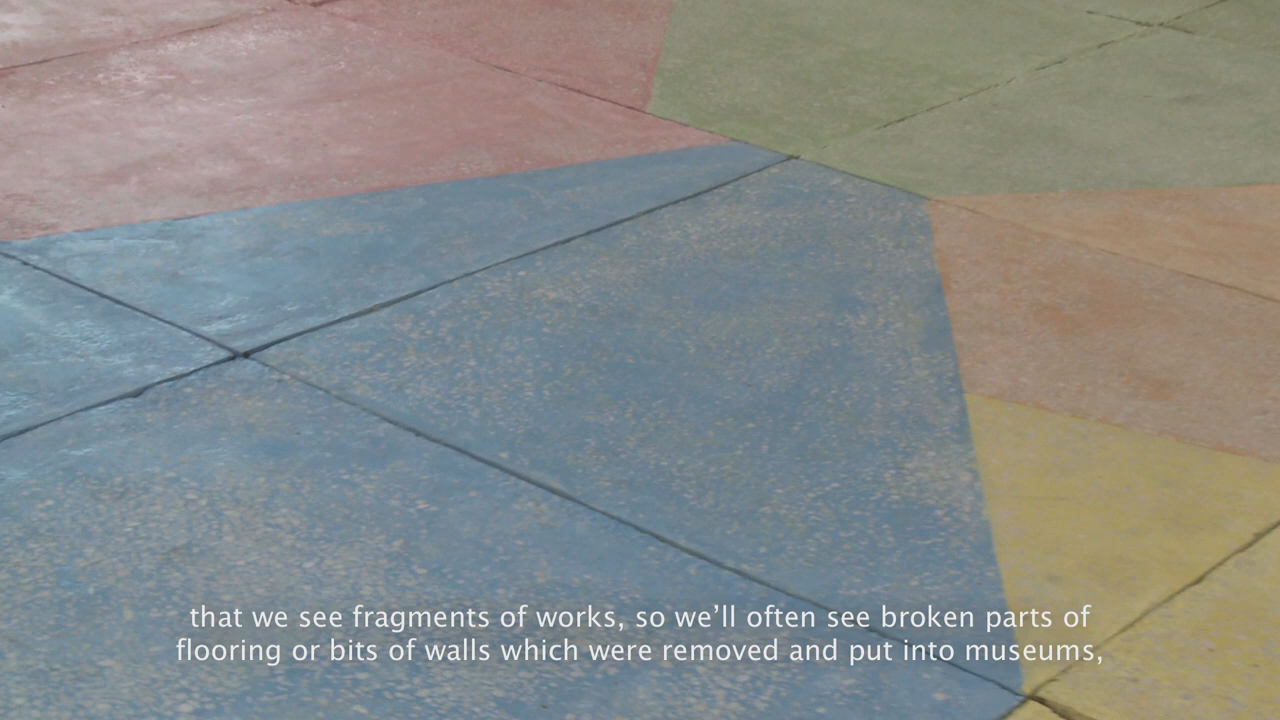 that we see fragments of works, so we’ll often see broken parts of
flooring or bits of walls which were removed and put into museums,